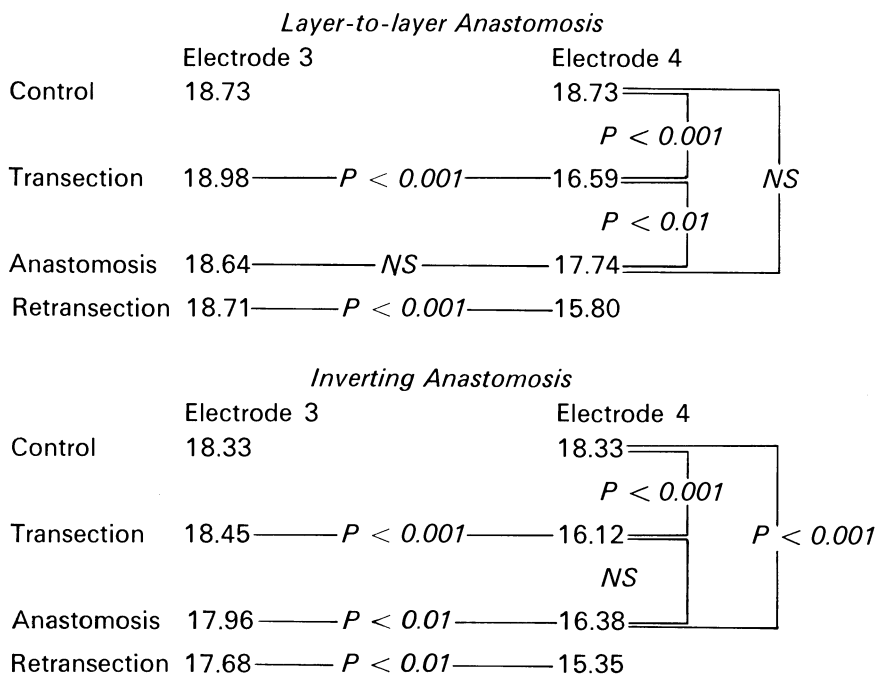 Layer-to-layer Anastomosis
Electrode 3 Electrode 4
Control 18.73 18.73
P < 0.001
Transection 18.98 P < 0.001 16.59 NS
P < 0.01
Anastomosis 18.64 NS 17.74
Retransection 18.71 P < 0.001 15.80
Inverting Anastomosis
Electrode 3 Electrode 4
Control 18.33 18.33
P < 0.001
Transection 18.45 P < 0.001 16.12 P < 0.001
NS
Anastomosis 17.96 P < 0.01 16.38
Retransection 17.68 P < 0.01 15.35